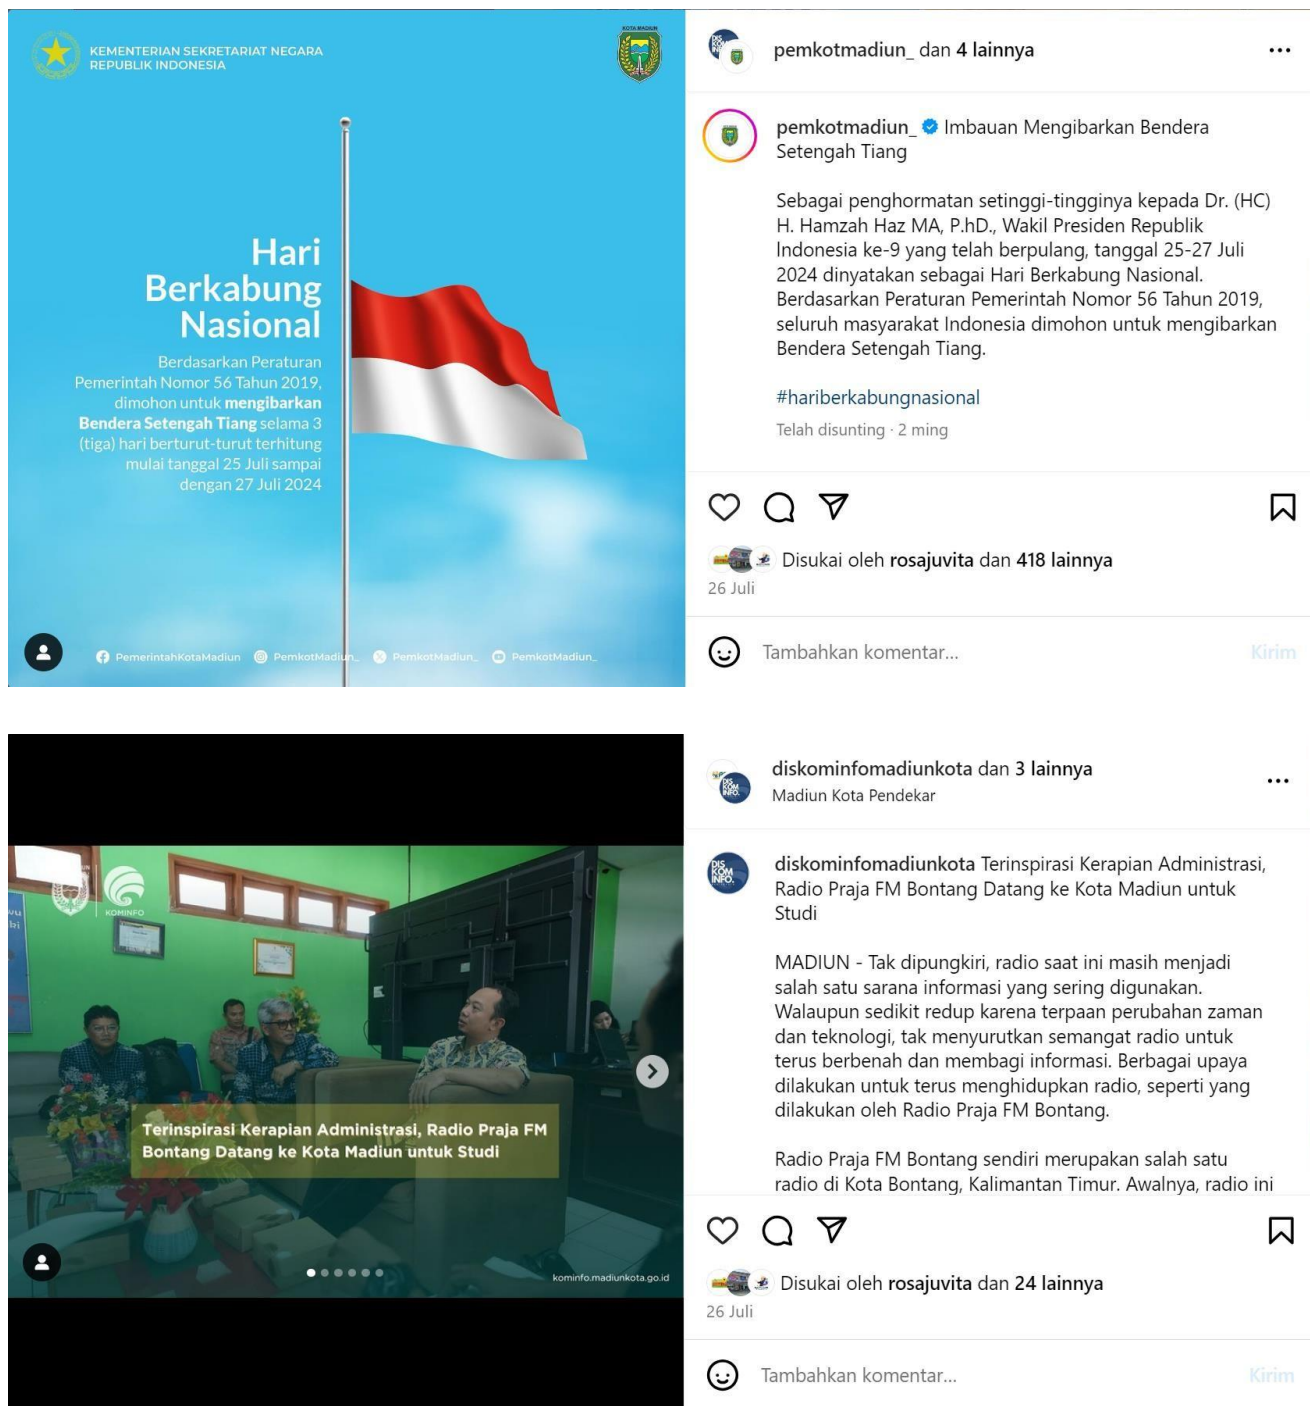 KEMENTERIAN SEKRETARIAT NEGARA
REPUBLIK INDONESIA
KOTA MADIUN
Hari
Berkabung
Nasional
Berdasarkan Peraturan
Pemerintah Nomor 56 Tahun 2019,
dimohon untuk mengibarkan
Bendera Setengah Tiang selama 3
(tiga) hari berturut-turut terhitung
mulai tanggal 25 Juli sampai
dengan 27 Juli 2024
PemerintahKotaMadiun PemkotMadiun_ PemkotMadiun_ PemkotMadiun_
pemkotmadiun_ dan 4 lainnya
pemkotmadiun_ Imbauan Mengibarkan Bendera
Setengah Tiang
Sebagai penghormatan setinggi-tingginya kepada Dr. (HC)
H. Hamzah Haz MA, P.hD., Wakil Presiden Republik
Indonesia ke-9 yang telah berpulang, tanggal 25-27 Juli
2024 dinyatakan sebagai Hari Berkabung Nasional.
Berdasarkan Peraturan Pemerintah Nomor 56 Tahun 2019,
seluruh masyarakat Indonesia dimohon untuk mengibarkan
Bendera Setengah Tiang.
#hariberkabungnasional
Telah disunting · 2 ming
Disukai oleh rosajuvita dan 418 lainnya
26 Juli
Tambahkan komentar...
Kirim
KOMINFO
Terinspirasi Kerapian Administrasi, Radio Praja FM
Bontang Datang ke Kota Madiun untuk Studi
kominfo.madiunkota.go.id
diskominfomadiunkota dan 3 lainnya
Madiun Kota Pendekar
DIS
KOM
INFO.
diskominfomadiunkota Terinspirasi Kerapian Administrasi,
Radio Praja FM Bontang Datang ke Kota Madiun untuk
Studi
MADIUN - Tak dipungkiri, radio saat ini masih menjadi
salah satu sarana informasi yang sering digunakan.
Walaupun sedikit redup karena terpaan perubahan zaman
dan teknologi, tak menyurutkan semangat radio untuk
terus berbenah dan membagi informasi. Berbagai upaya
dilakukan untuk terus menghidupkan radio, seperti yang
dilakukan oleh Radio Praja FM Bontang.
Radio Praja FM Bontang sendiri merupakan salah satu
radio di Kota Bontang, Kalimantan Timur. Awalnya, radio ini
Disukai oleh rosajuvita dan 24 lainnya
26 Juli
Tambahkan komentar...
Kirim